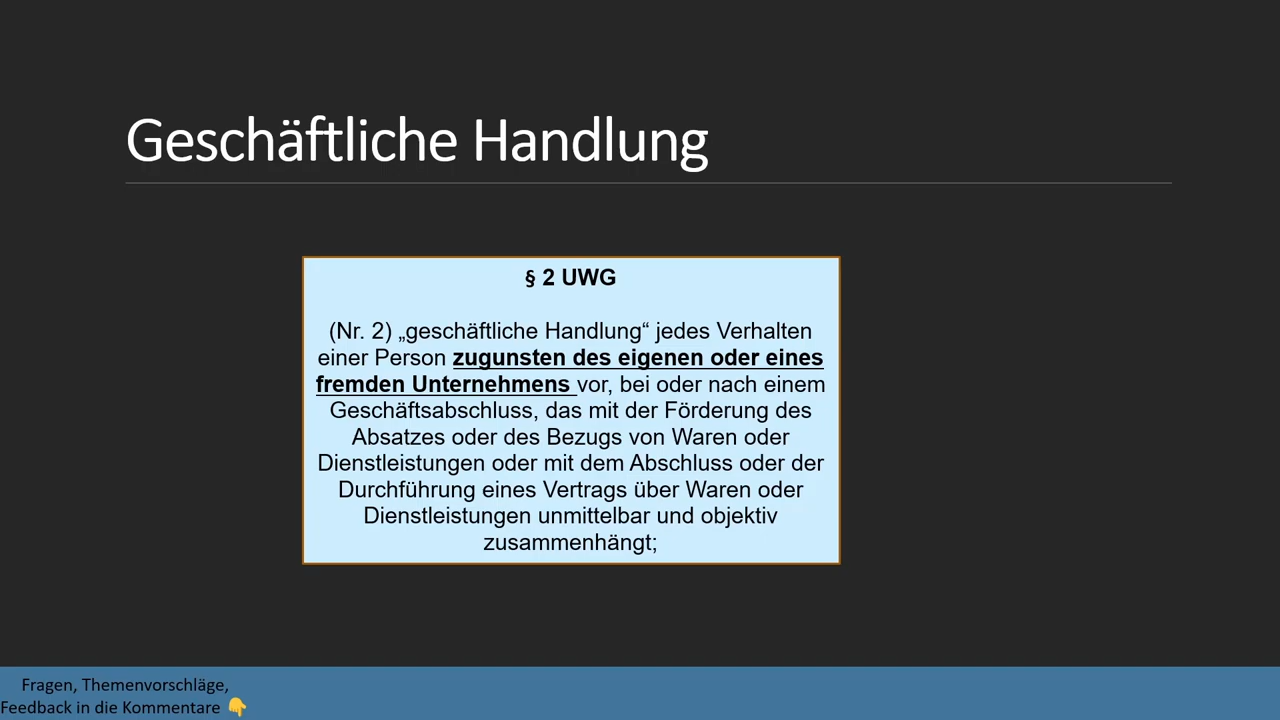 Geschäftliche Handlung
§ 2 UWG
(Nr. 2) „geschäftliche Handlung“ jedes Verhalten
einer Person zugunsten des eigenen oder eines
fremden Unternehmens vor, bei oder nach einem
Geschäftsabschluss, das mit der Förderung des
Absatzes oder des Bezugs von Waren oder
Dienstleistungen oder mit dem Abschluss oder der
Durchführung eines Vertrags über Waren oder
Dienstleistungen unmittelbar und objektiv
zusammenhängt;
Fragen, Themenvorschläge,
Feedback in die Kommentare 👇